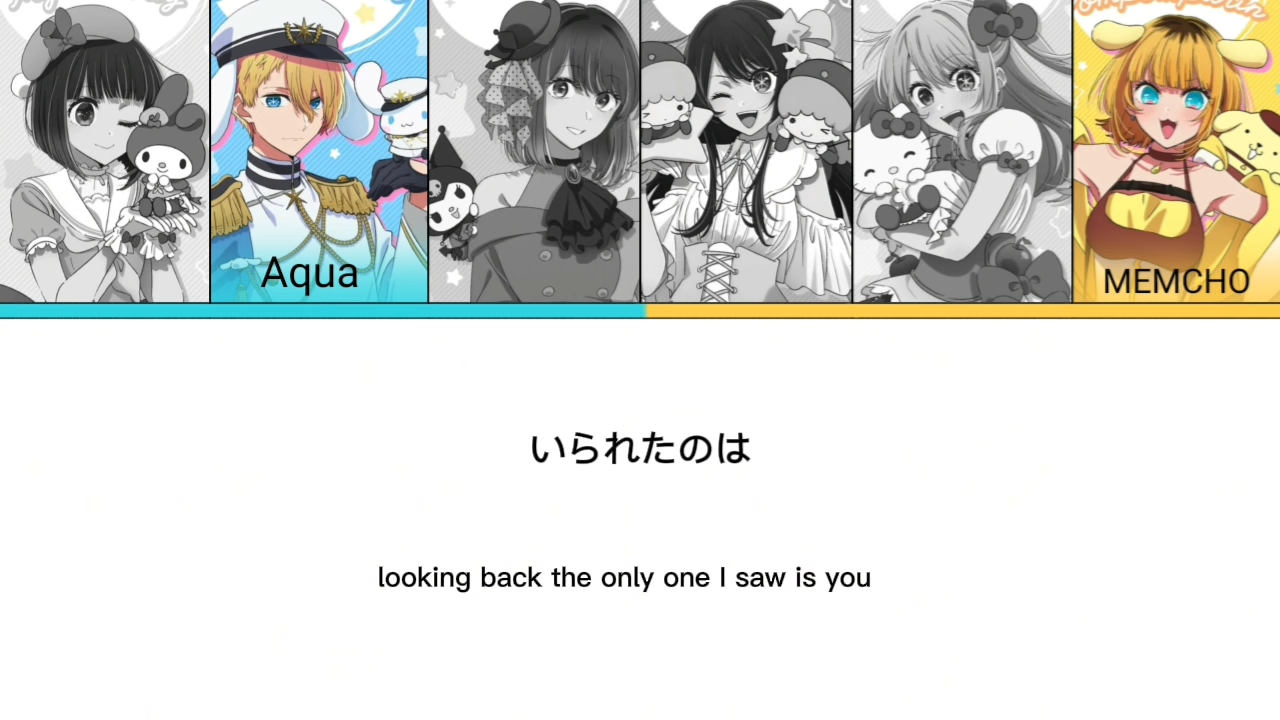 Aqua
MEMCHO
いられたのは
looking back the only one I saw is you